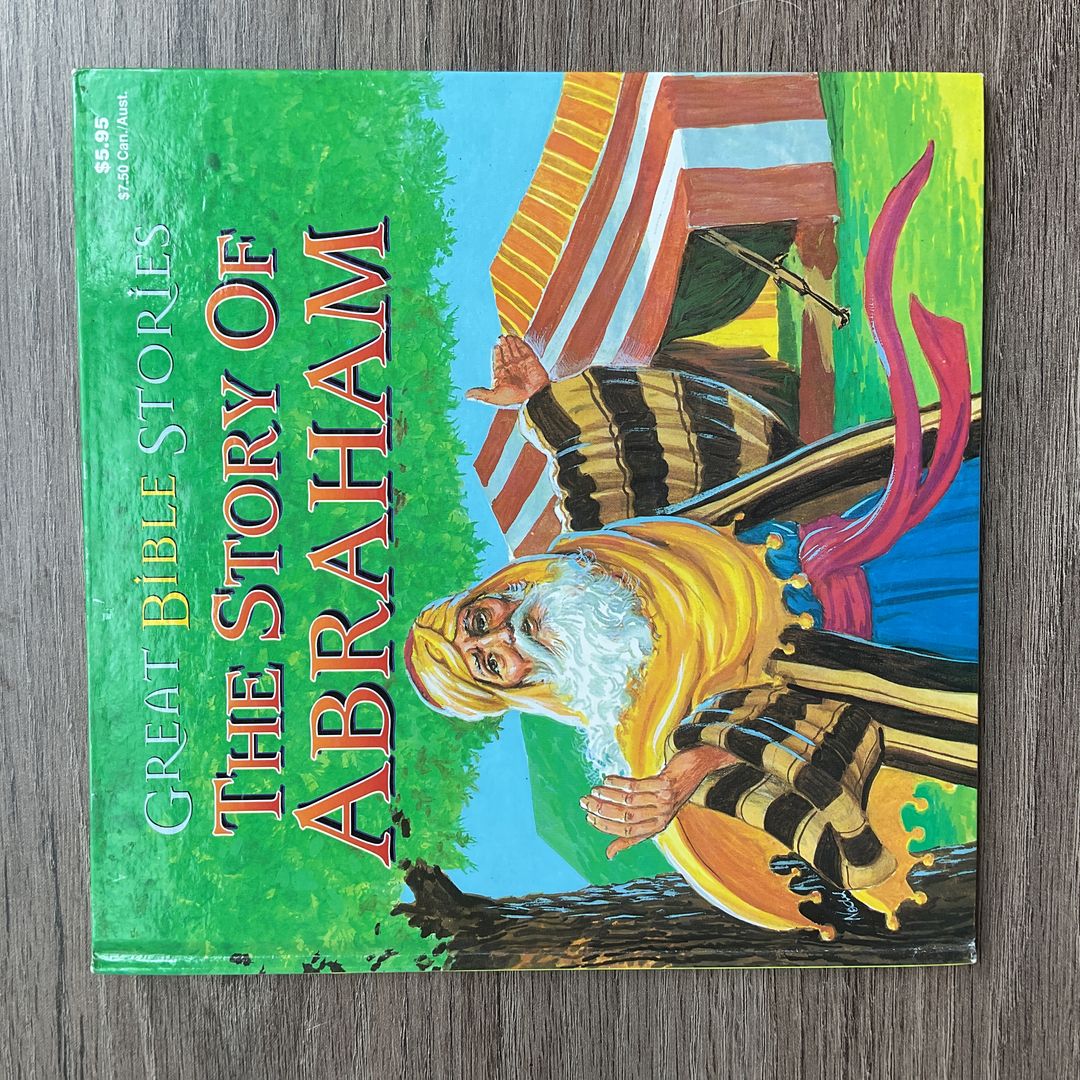 $5.95
$7.50 Can./Aust.
GREAT BIBLE STORIES
THE STORY OF
ABRAHAM